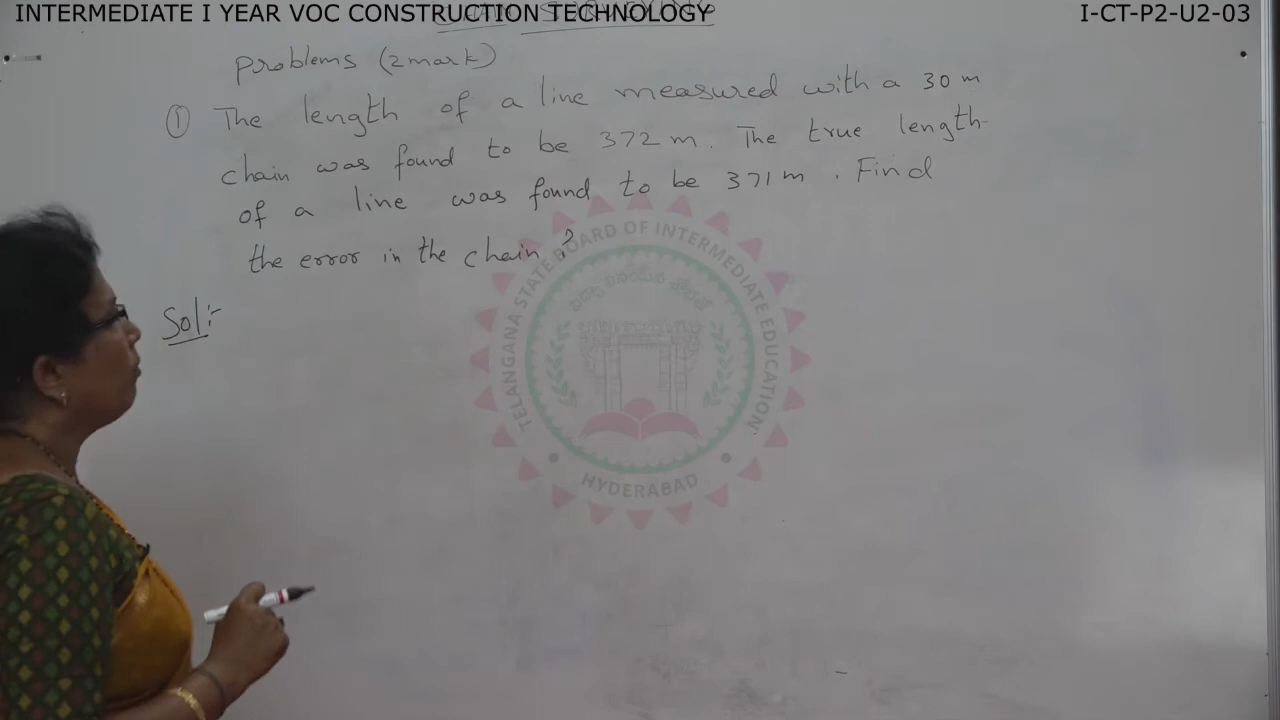 INTERMEDIATE I YEAR VOC CONSTRUCTION TECHNOLOGY
I-CT-P2-U2-03
Problems (2mark)
① The length of a line measured with a 30 m
chain was found to be 372 m. The true length
of a line was found to be 371 m. Find
the error in the chain?
Sol:-
TELANGANA STATE BOARD OF INTERMEDIATE EDUCATION
HYDERABAD